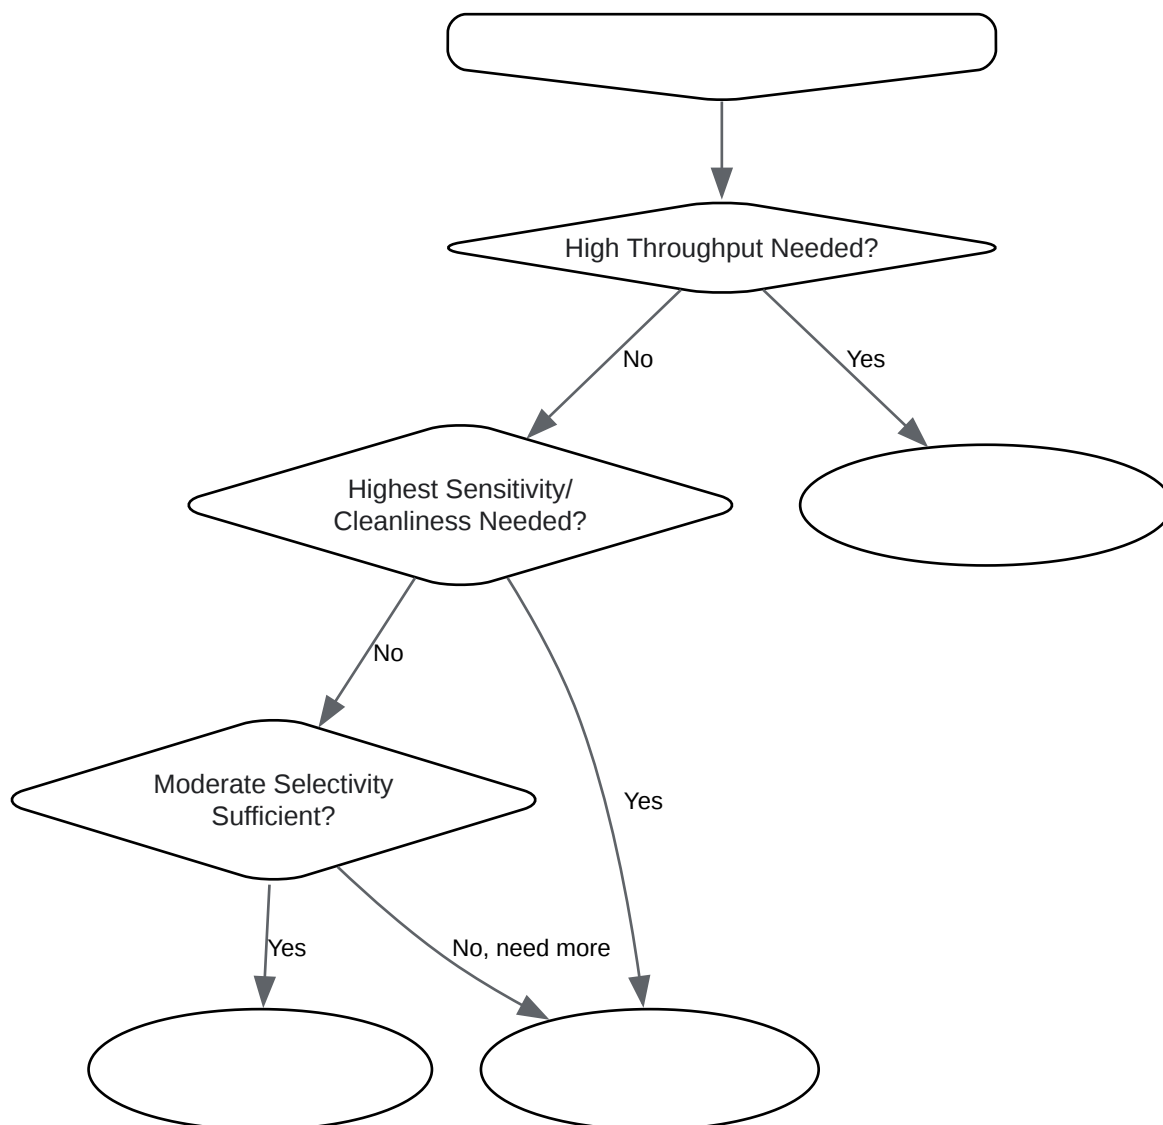 High Throughput Needed?
No
Yes
Highest Sensitivity/
Cleanliness Needed?
No
Moderate Selectivity
Sufficient?
Yes
Yes
No, need more